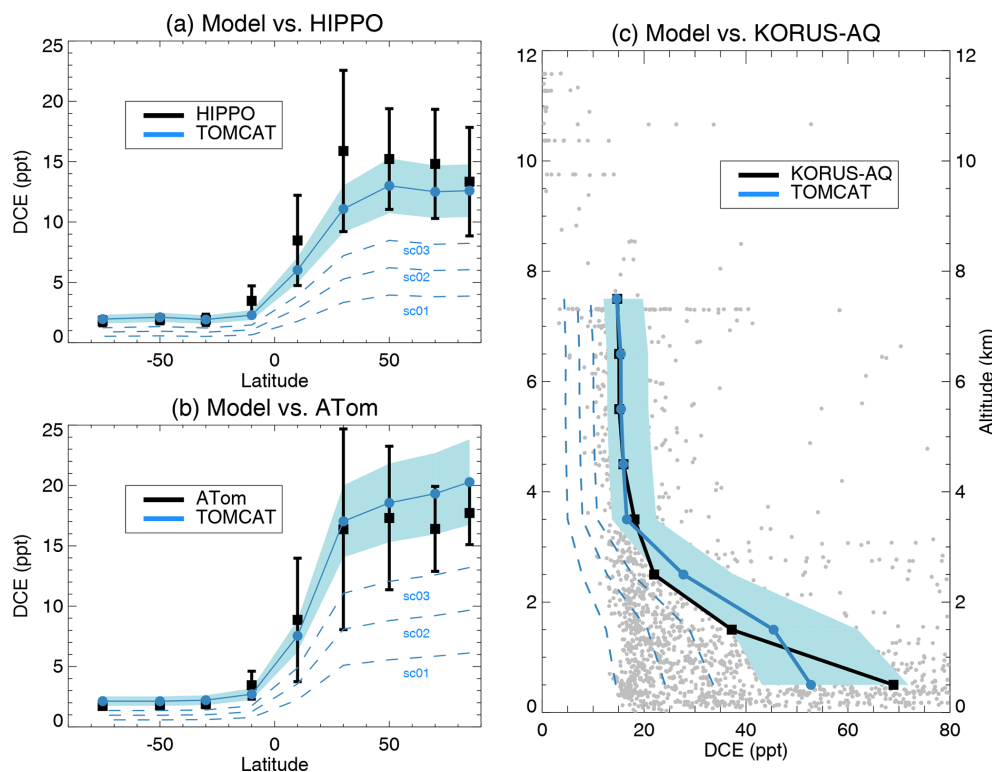 (a) Model vs. HIPPO
25
20
15
10
5
0
DCE (ppt)
HIPPO
TOMCAT
sc03
sc02
sc01
-50 0 50
Latitude
(b) Model vs. ATom
25
20
15
10
5
0
DCE (ppt)
ATom
TOMCAT
sc03
sc02
sc01
-50 0 50
Latitude
(c) Model vs. KORUS-AQ
12
10
8
6
4
2
0
KORUS-AQ
TOMCAT
12
10
8
6
4
2
0
Altitude (km)
0 20 40 60 80
DCE (ppt)